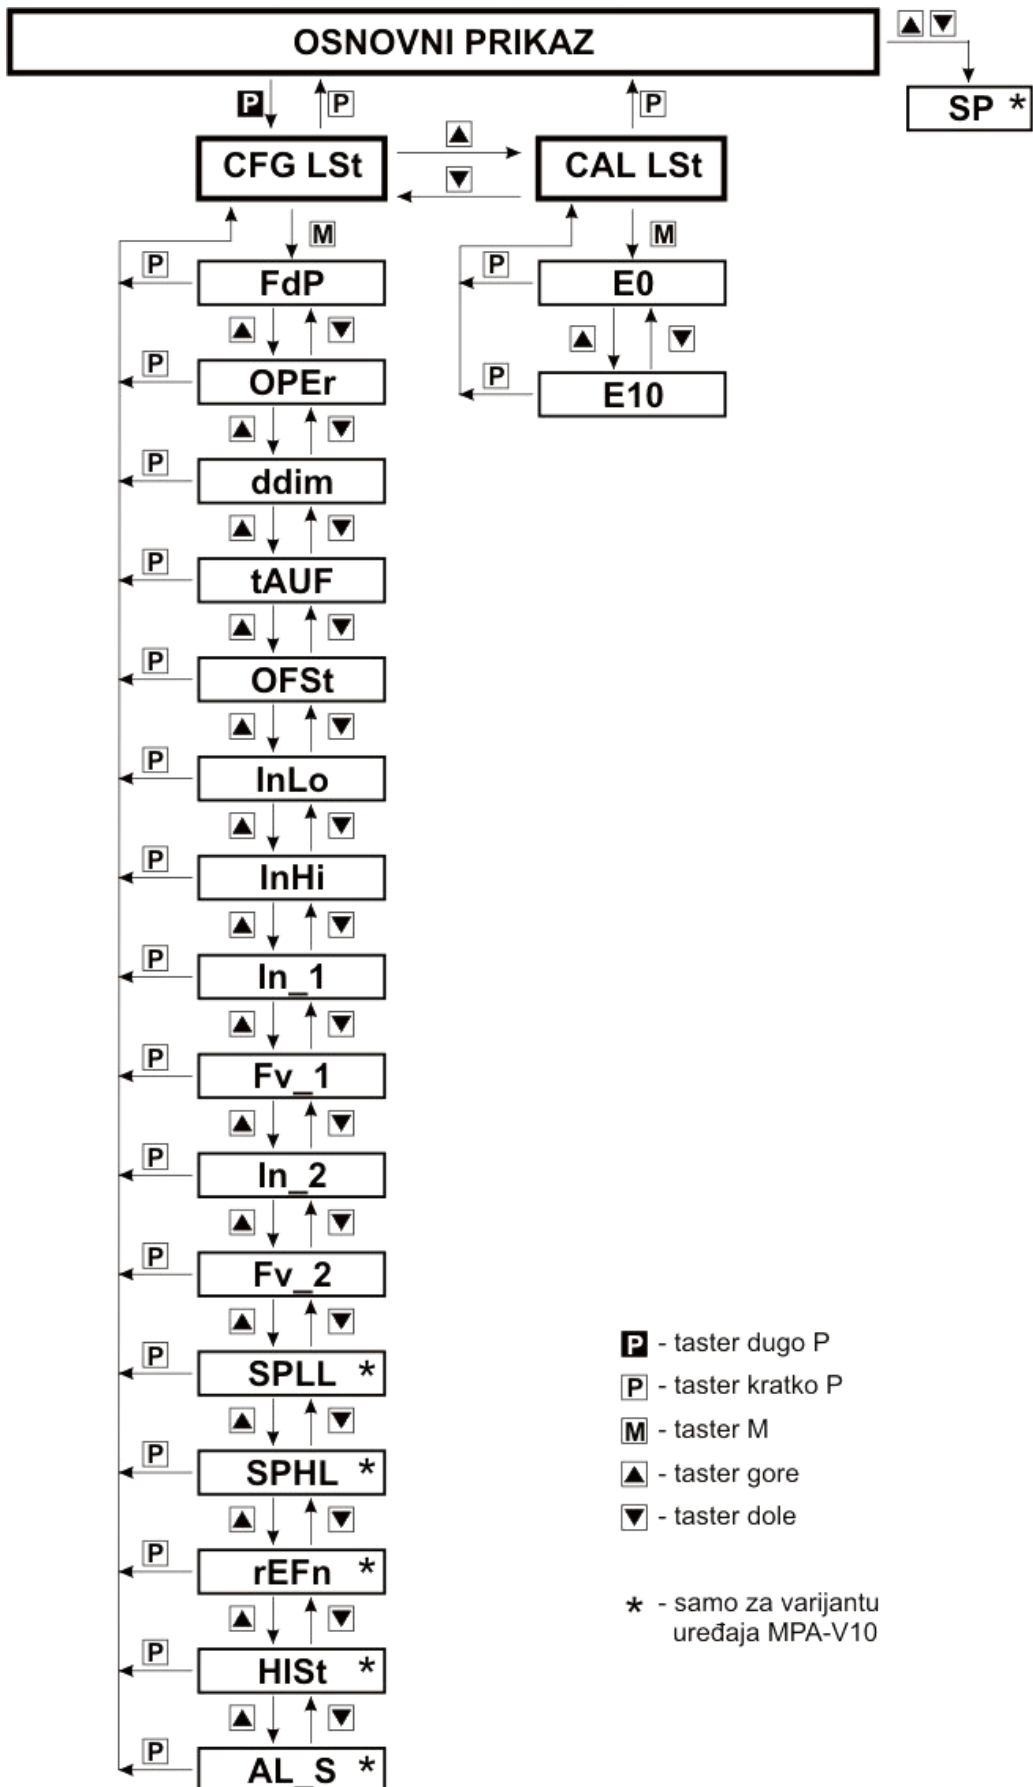 OSNOVNI PRIKAZ
SP *
P P P
CFG LSt CAL LSt
M M
P FdP P E0
P OPEr P E10
P ddim
P tAUF
P OFSt
P InLo
P InHi
P In_1
P Fv_1
P In_2
P Fv_2
P SPLL *
P SPHL *
P rEFn *
P HISt *
P AL_S *
P - taster dugo P
P - taster kratko P
M - taster M
▲ - taster gore
▼ - taster dole
* - samo za varijantu
uređaja MPA-V10